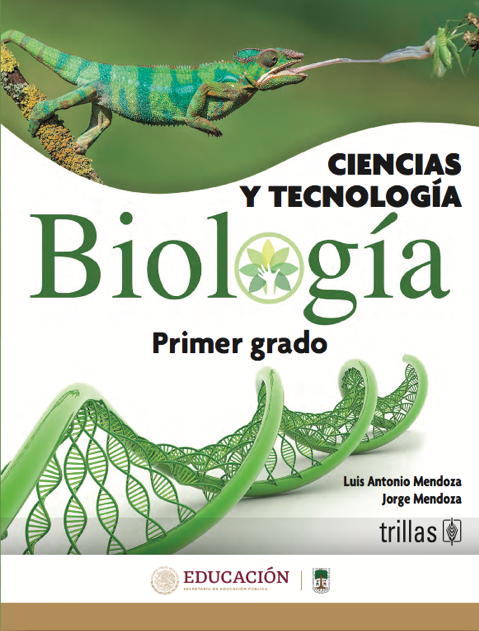 CIENCIAS
Y TECNOLOGÍA
Biología
Primer grado
Luis Antonio Mendoza
Jorge Mendoza
trillas
EDUCACIÓN
SECRETARÍA DE EDUCACIÓN PÚBLICA